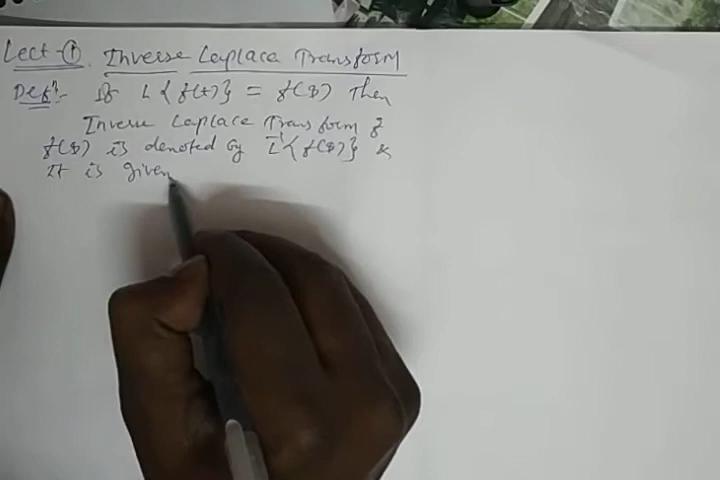 Lect-①. Inverse Laplace Transform
Defⁿ:- If L{f(t)} = f(s) Then
Inverse Laplace Transform of
f(s) is denoted by L⁻¹{f(s)} &
It is given